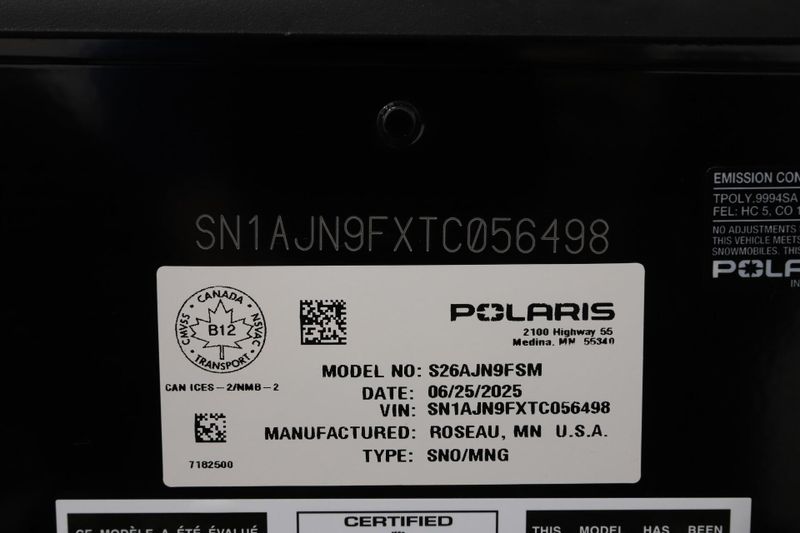 SN1AJN9FXTC056498
EMISSION CON
TPOLY.9994SA
FEL: HC 5, CO 1
NO ADJUSTMENTS
THIS VEHICLE MEETS
SNOWMOBILES. THIS
POLA
IN
CANADA
CMVSS
NSVAC
B12
TRANSPORT
CAN ICES-2/NMB-2
7182500
POLARIS
2100 Highway 55
Medina, MN 55340
MODEL NO: S26AJN9FSM
DATE: 06/25/2025
VIN: SN1AJN9FXTC056498
MANUFACTURED: ROSEAU, MN U.S.A.
TYPE: SNO/MNG
CE MODÈLE A ÉTÉ ÉVALUÉ
CERTIFIED
THIS MODEL HAS BEEN